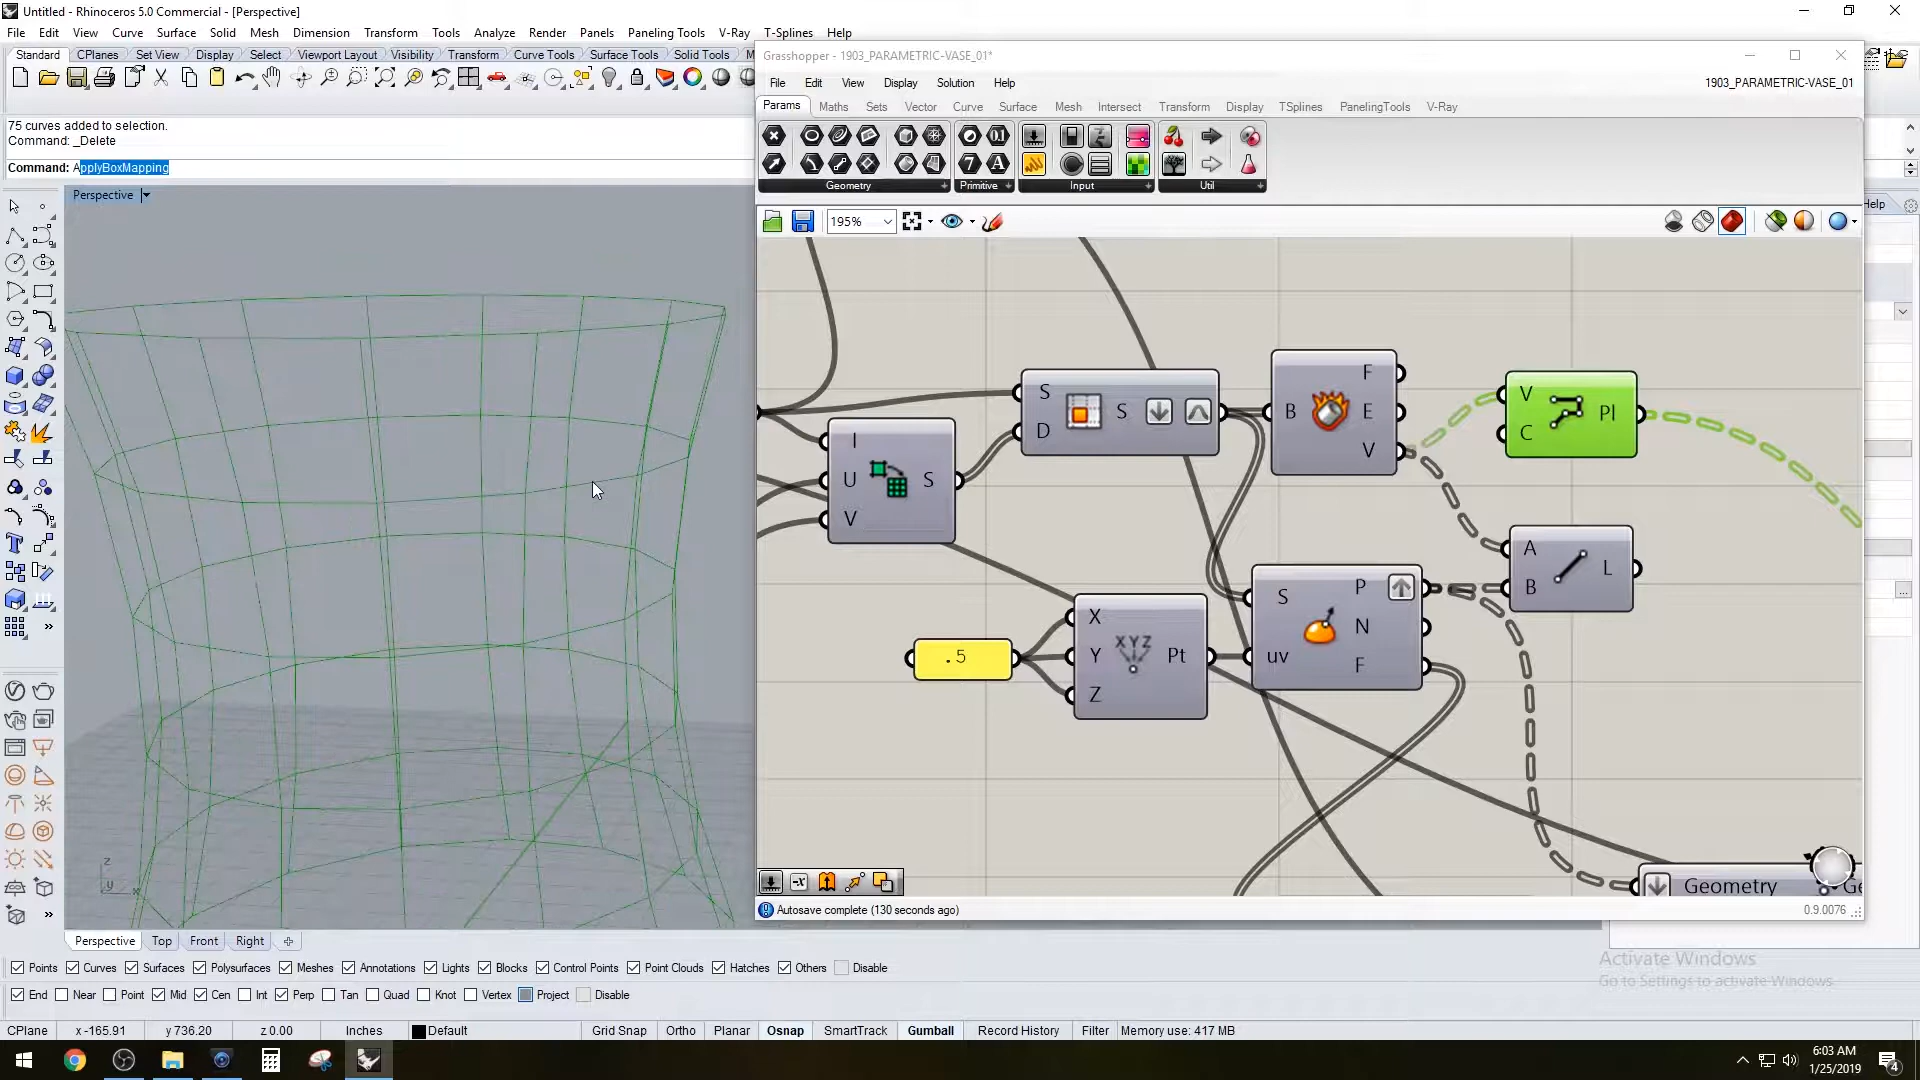 Untitled - Rhinoceros 5.0 Commercial - [Perspective]
File Edit View Curve Surface Solid Mesh Dimension Transform Tools Analyze Render Panels Paneling Tools V-Ray T-Splines Help
Standard CPlanes Set View Display Select Viewport Layout Visibility Transform Curve Tools Surface Tools Solid Tools M
75 curves added to selection.
Command: _Delete
Command: ApplyBoxMapping
Perspective
Grasshopper - 1903_PARAMETRIC-VASE_01*
File Edit View Display Solution Help
1903_PARAMETRIC-VASE_01
Params Maths Sets Vector Curve Surface Mesh Intersect Transform Display TSplines PanelingTools V-Ray
Geometry Primitive Input Util
195%
Help
I
U
V
S
S
D
S
B
F
E
V
V
C
Pl
A
B
L
.5
X
Y
Z
XYZ
Pt
S
uv
P
N
F
Geometry
Ge
Autosave complete (130 seconds ago)
0.9.0076
z
y
x
Perspective Top Front Right
Points Curves Surfaces Polysurfaces Meshes Annotations Lights Blocks Control Points Point Clouds Hatches Others Disable
End Near Point Mid Cen Int Perp Tan Quad Knot Vertex Project Disable
Activate Windows
Go to Settings to activate Windows.
CPlane x -165.91 y 736.20 z 0.00 Inches Default Grid Snap Ortho Planar Osnap SmartTrack Gumball Record History Filter Memory use: 417 MB
6:03 AM
1/25/2019
4